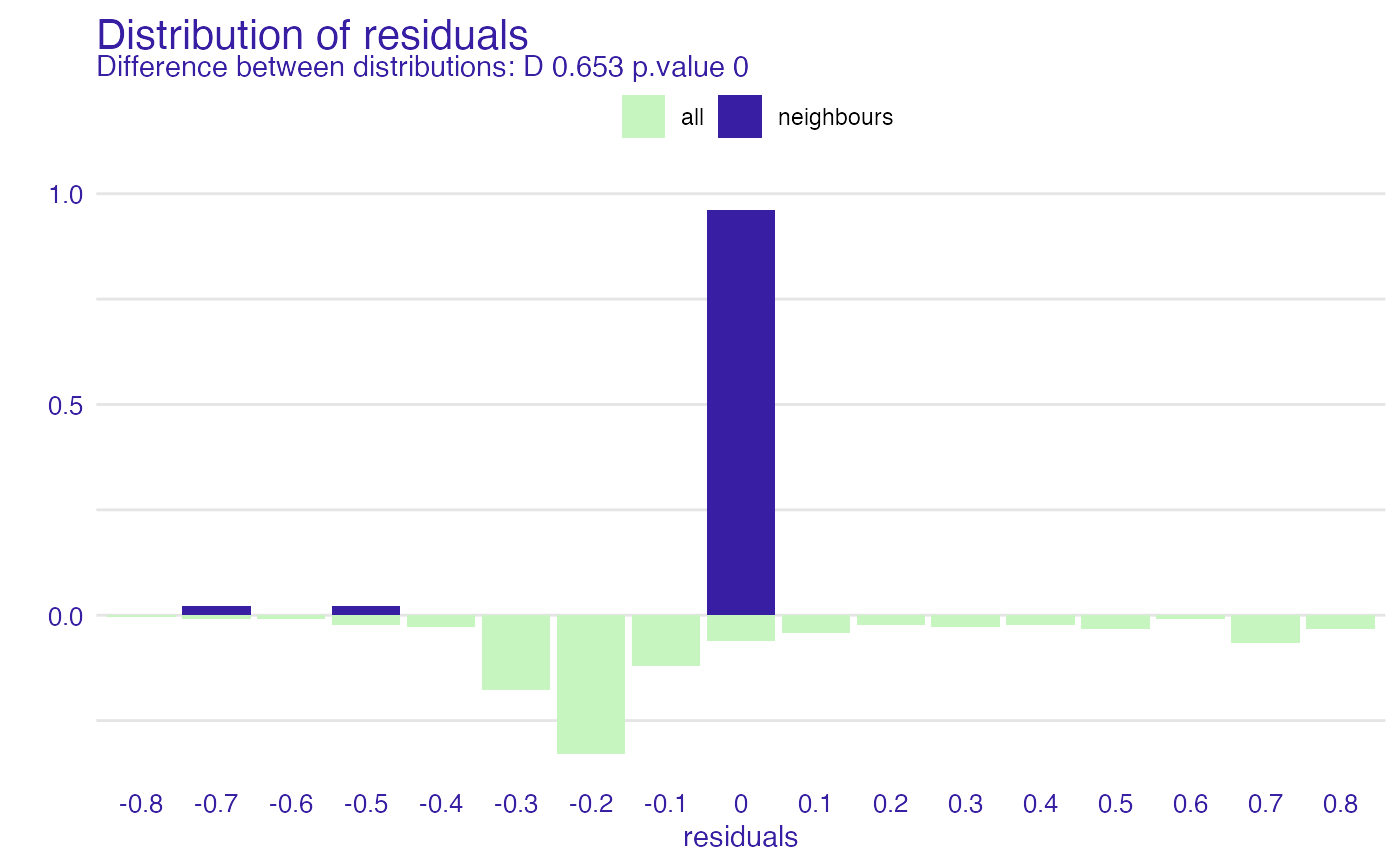 Distribution of residuals
Difference between distributions: D 0.653 p.value 0
all neighbours
1.0
0.5
0.0
-0.8 -0.7 -0.6 -0.5 -0.4 -0.3 -0.2 -0.1 0 0.1 0.2 0.3 0.4 0.5 0.6 0.7 0.8
residuals